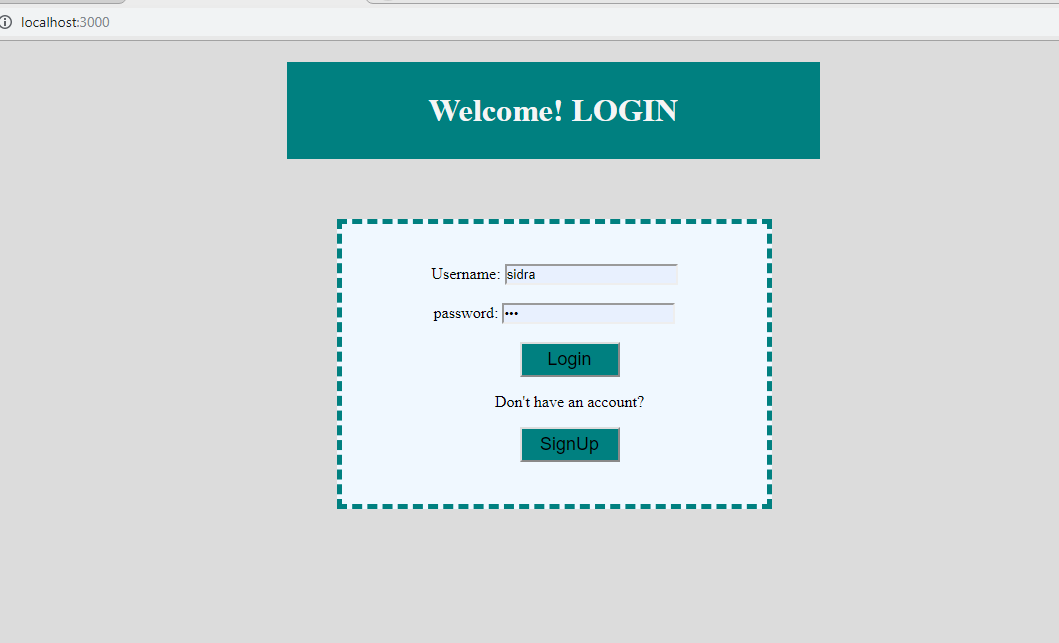 localhost:3000
Welcome! LOGIN
Username: sidra
password: •••
Login
Don't have an account?
SignUp